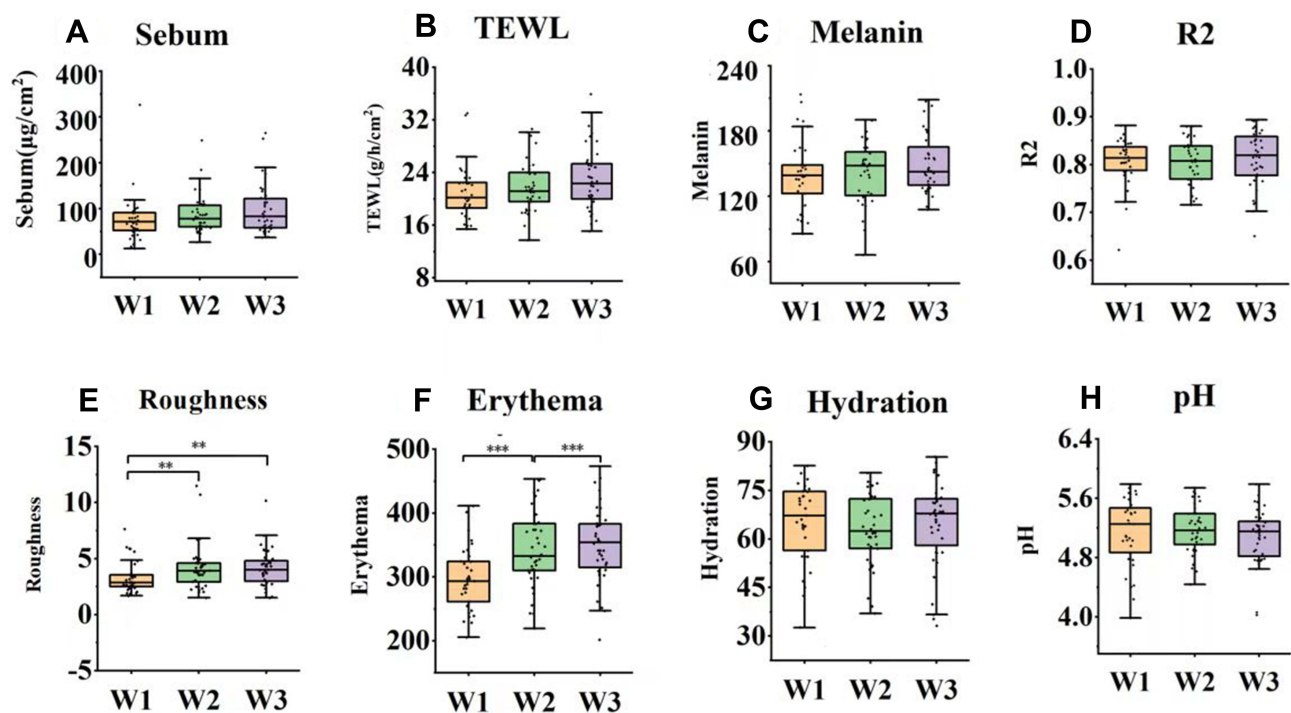 A Sebum
Sebum(μg/cm²)
400
300
200
100
0
W1 W2 W3
B TEWL
TEWL(g/h/cm²)
40
32
24
16
8
W1 W2 W3
C Melanin
Melanin
240
180
120
60
W1 W2 W3
D R2
R2
1.0
0.9
0.8
0.7
0.6
W1 W2 W3
E Roughness
Roughness
15
10
5
0
-5
** 
**
W1 W2 W3
F Erythema
Erythema
500
400
300
200
*** ***
W1 W2 W3
G Hydration
Hydration
90
75
60
45
30
W1 W2 W3
H pH
pH
6.4
5.6
4.8
4.0
W1 W2 W3